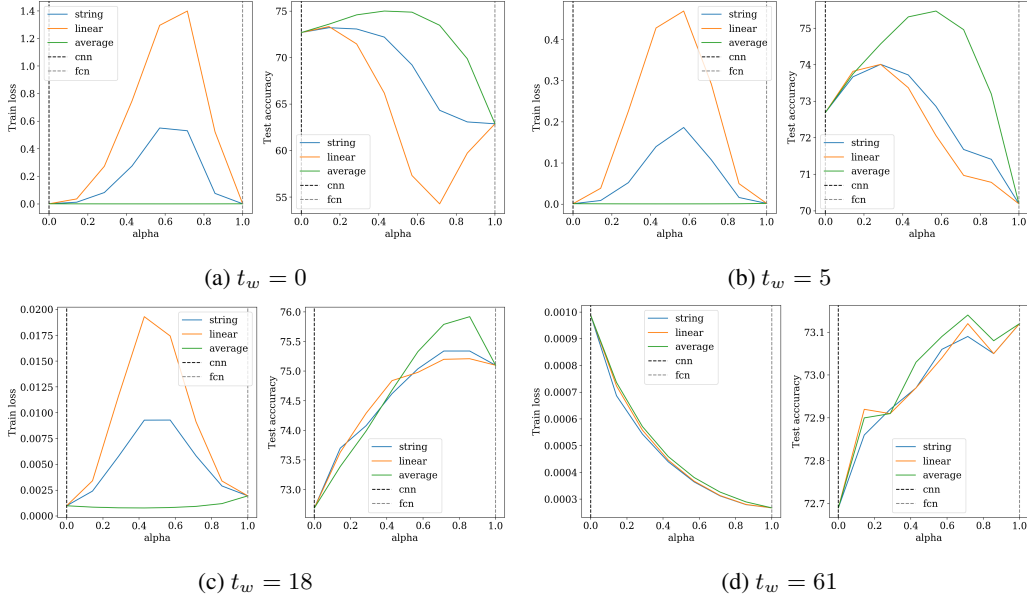 Train loss
1.4
1.2
1.0
0.8
0.6
0.4
0.2
0.0
string
linear
average
cnn
fcn
0.0 0.2 0.4 0.6 0.8 1.0
alpha
Test acccuracy
75
70
65
60
55
string
linear
average
cnn
fcn
0.0 0.2 0.4 0.6 0.8 1.0
alpha
(a) t_w = 0
Train loss
0.4
0.3
0.2
0.1
0.0
string
linear
average
cnn
fcn
0.0 0.2 0.4 0.6 0.8 1.0
alpha
Test acccuracy
75
74
73
72
71
70
string
linear
average
cnn
fcn
0.0 0.2 0.4 0.6 0.8 1.0
alpha
(b) t_w = 5
Train loss
0.0200
0.0175
0.0150
0.0125
0.0100
0.0075
0.0050
0.0025
0.0000
string
linear
average
cnn
fcn
0.0 0.2 0.4 0.6 0.8 1.0
alpha
Test acccuracy
76.0
75.5
75.0
74.5
74.0
73.5
73.0
string
linear
average
cnn
fcn
0.0 0.2 0.4 0.6 0.8 1.0
alpha
(c) t_w = 18
Train loss
0.0010
0.0009
0.0008
0.0007
0.0006
0.0005
0.0004
0.0003
string
linear
average
cnn
fcn
0.0 0.2 0.4 0.6 0.8 1.0
alpha
Test acccuracy
73.1
73.0
72.9
72.8
72.7
string
linear
average
cnn
fcn
0.0 0.2 0.4 0.6 0.8 1.0
alpha
(d) t_w = 61